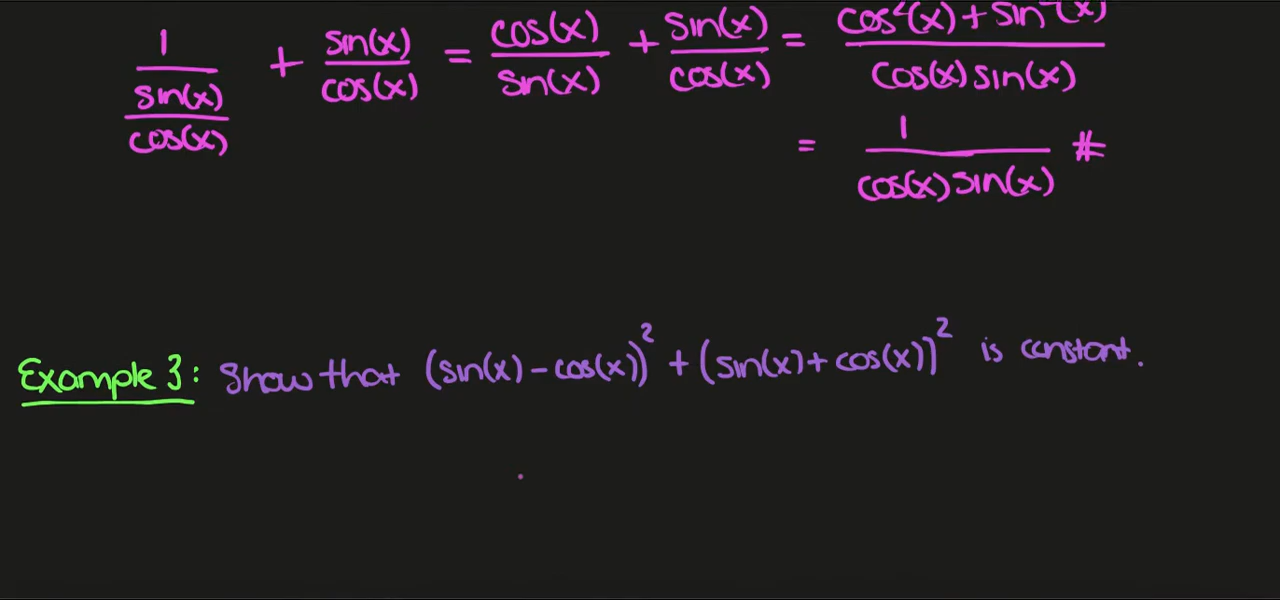 1/(sin(x)/cos(x)) + sin(x)/cos(x) = cos(x)/sin(x) + sin(x)/cos(x) = (cos²(x) + sin²(x))/(cos(x) sin(x))
= 1/(cos(x) sin(x)) #
Example 3: Show that (sin(x) - cos(x))² + (sin(x) + cos(x))² is constant.